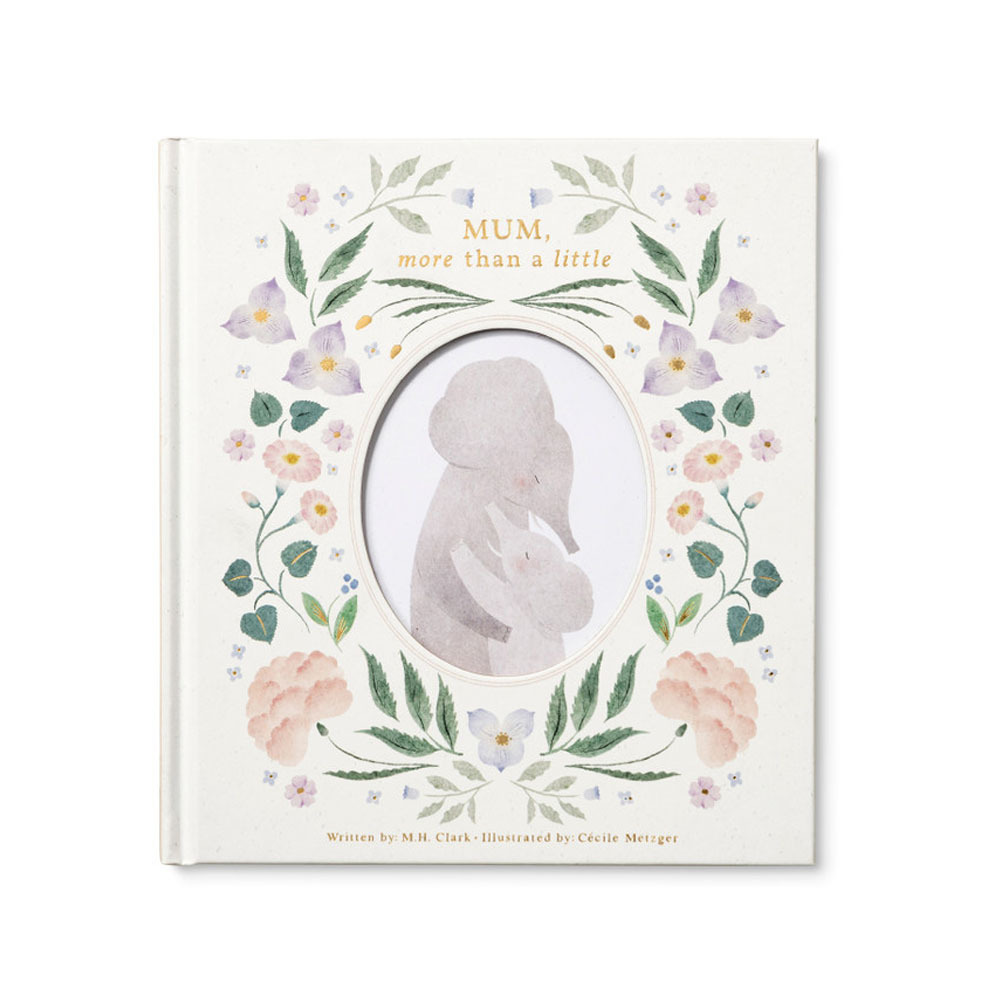 MUM,
more than a little
Written by: M.H. Clark · Illustrated by: Cécile Metzger